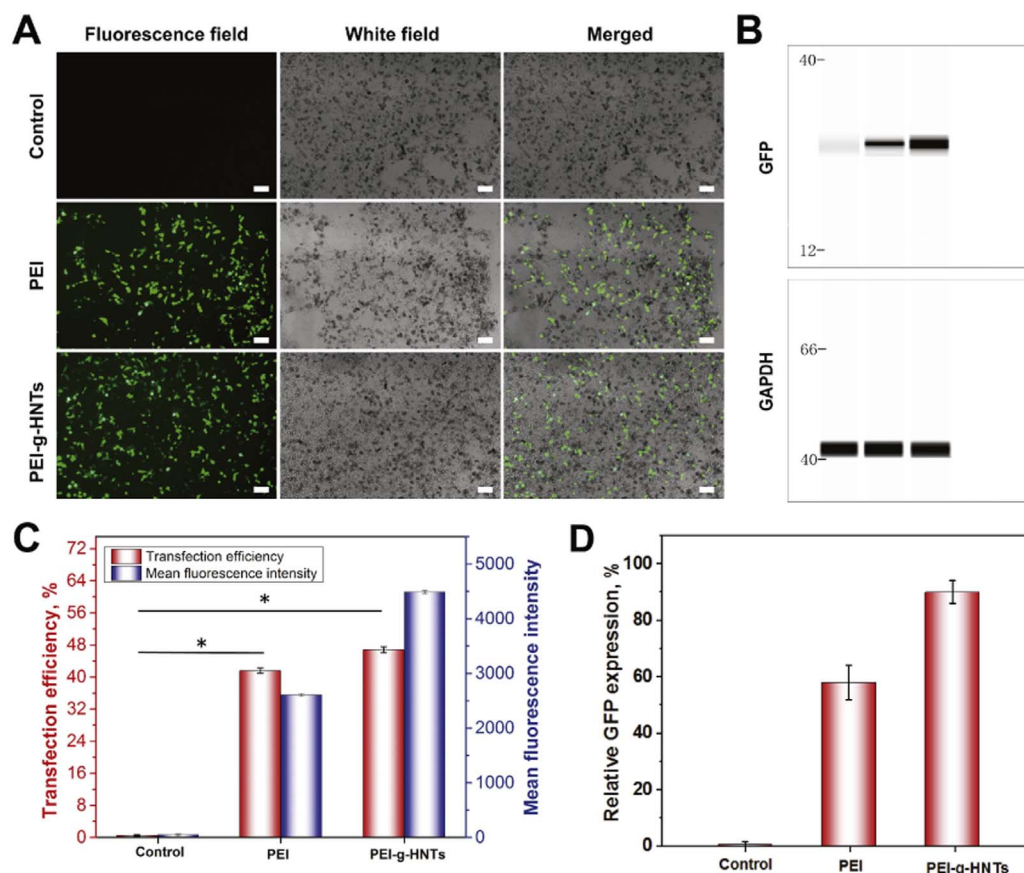 A
Fluorescence field
White field
Merged
Control
PEI
PEI-g-HNTs
B
GFP
40
12
GAPDH
66
40
C
Transfection efficiency
Mean fluorescence intensity
Transfection efficiency, %
72
64
56
48
40
32
24
16
8
0
*
*
Mean fluorescence intensity
5000
4000
3000
2000
1000
0
Control
PEI
PEI-g-HNTs
D
Relative GFP expression, %
100
80
60
40
20
0
Control
PEI
PEI-g-HNTs